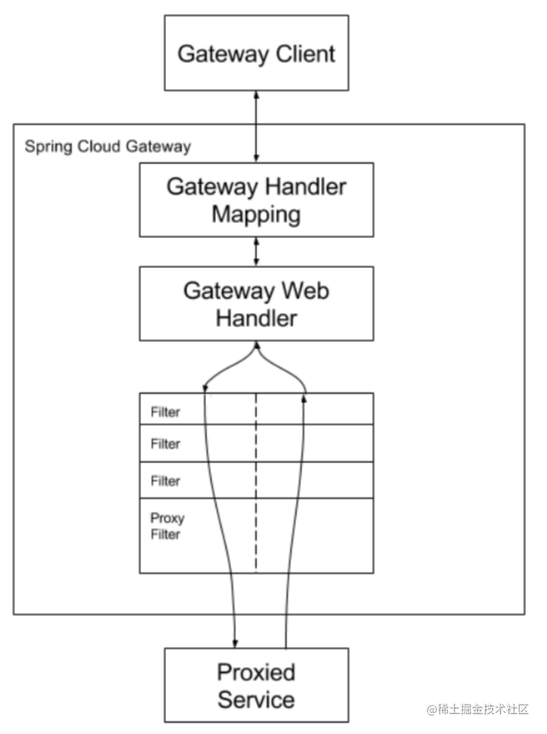 Gateway Client
Spring Cloud Gateway
Gateway Handler
Mapping
Gateway Web
Handler
Filter
Filter
Filter
Proxy
Filter
Proxied
Service
@稀土掘金技术社区